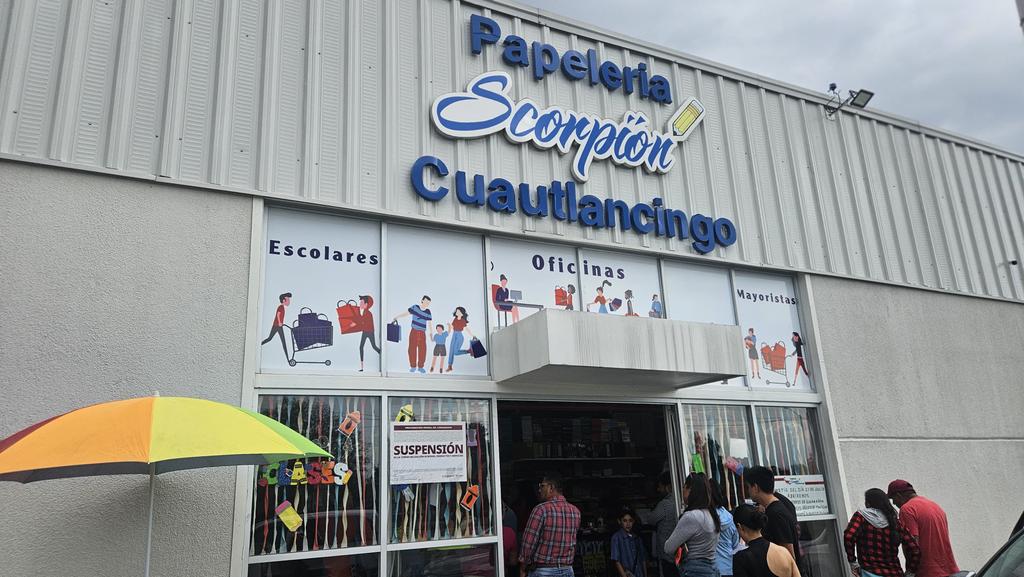 Papeleria
Scorpión
Cuautlancingo
Escolares
Oficinas
Mayoristas
SUSPENSIÓN
CLASES